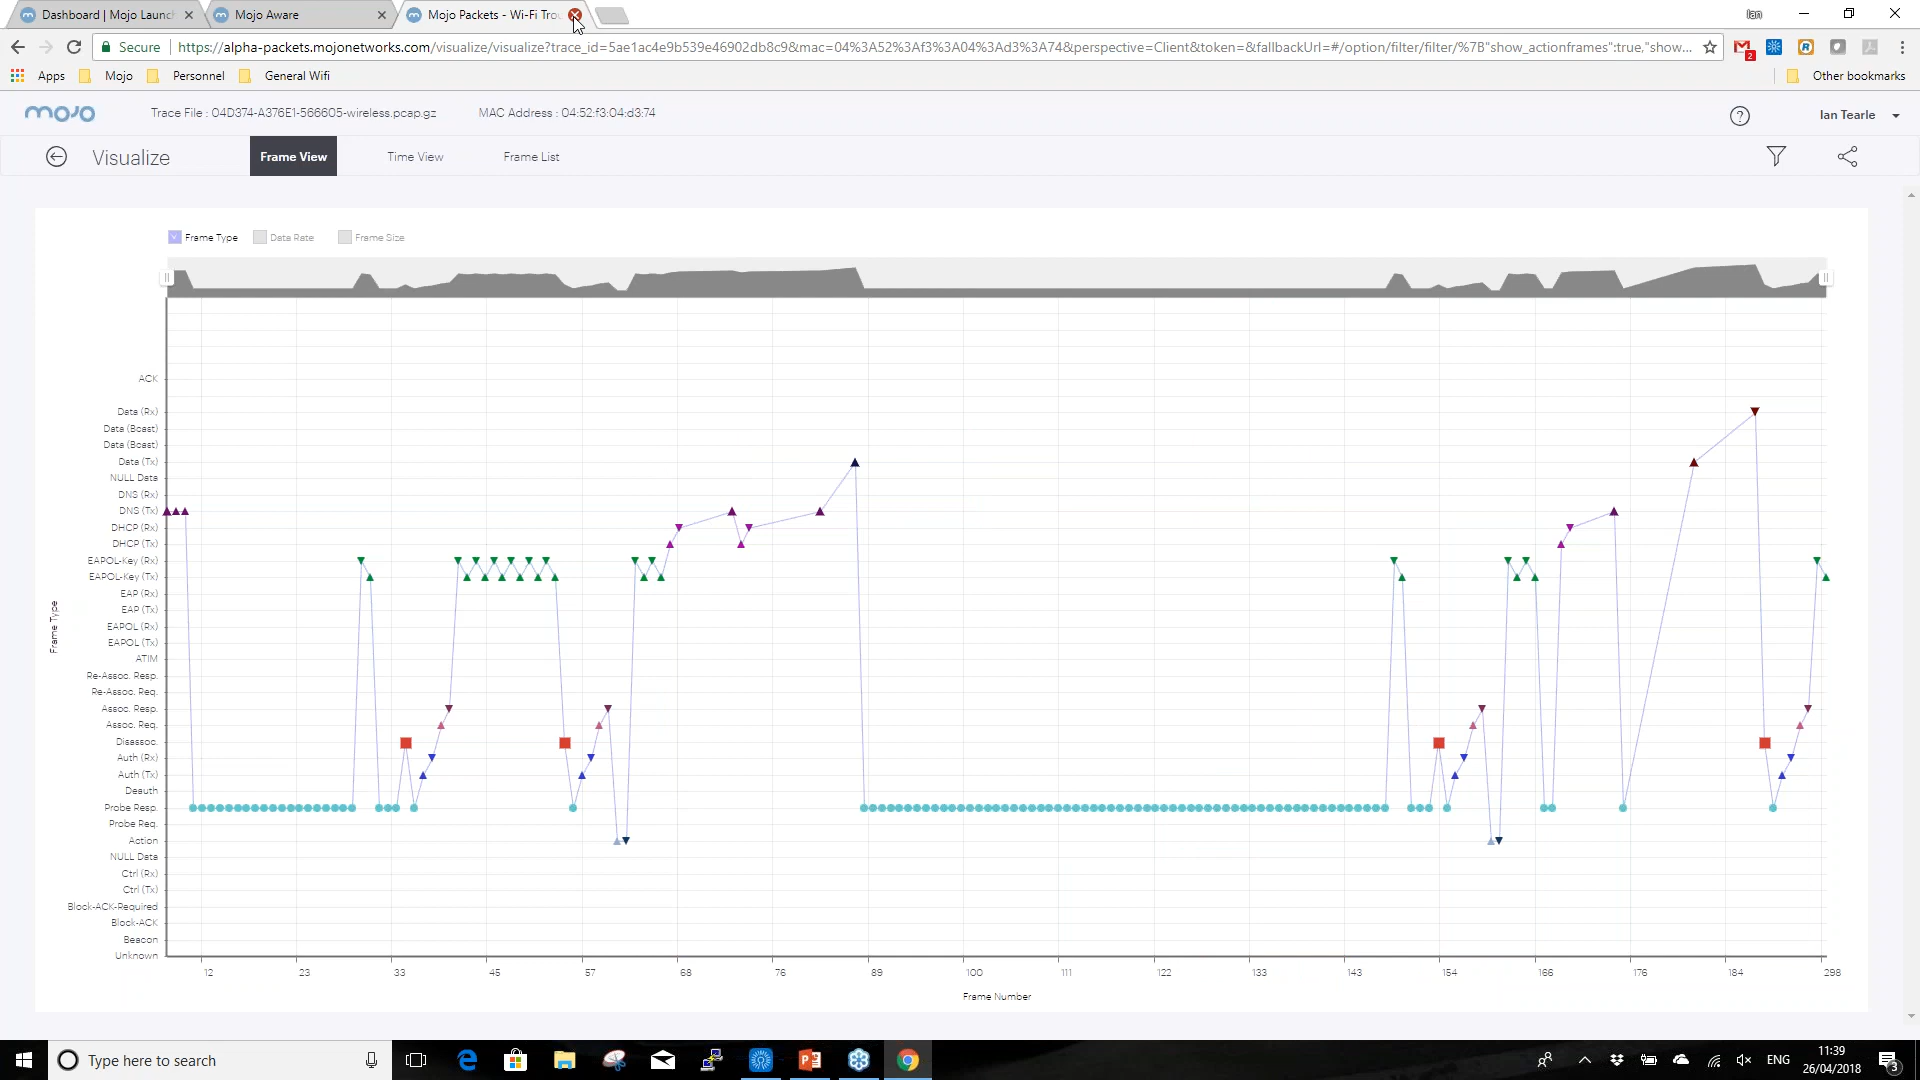 Dashboard | Mojo Launc
Mojo Aware
Mojo Packets - Wi-Fi Tro
Ian
Secure
https://alpha-packets.mojonetworks.com/visualize/visualize?trace_id=5ae1ac4e9b539e46902db8c9&mac=04%3A52%3Af3%3A04%3Ad3%3A74&perspective=Client&token=&fallbackUrl=#/option/filter/filter/%7B"show_actionframes":true,"show...
2
Apps
Mojo
Personnel
General Wifi
Other bookmarks
mojo
Trace File : 04D374-A376E1-566605-wireless.pcap.gz
MAC Address : 04:52:f3:04:d3:74
?
Ian Tearle
Visualize
Frame View
Time View
Frame List
Frame Type
Data Rate
Frame Size
ACK
Data (Rx)
Data (Bcast)
Data (Bcast)
Data (Tx)
NULL Data
DNS (Rx)
DNS (Tx)
DHCP (Rx)
DHCP (Tx)
EAPOL-Key (Rx)
EAPOL-Key (Tx)
EAP (Rx)
EAP (Tx)
EAPOL (Rx)
EAPOL (Tx)
ATIM
Re-Assoc. Resp.
Re-Assoc. Req.
Assoc. Resp.
Assoc. Req.
Disassoc.
Auth (Rx)
Auth (Tx)
Deauth
Probe Resp.
Probe Req.
Action
NULL Data
Ctrl (Rx)
Ctrl (Tx)
Block-ACK-Required
Block-ACK
Beacon
Unknown
Frame Type
12
23
33
45
57
68
76
89
100
111
122
133
143
154
166
176
184
298
Frame Number
Type here to search
ENG
11:39
26/04/2018
3